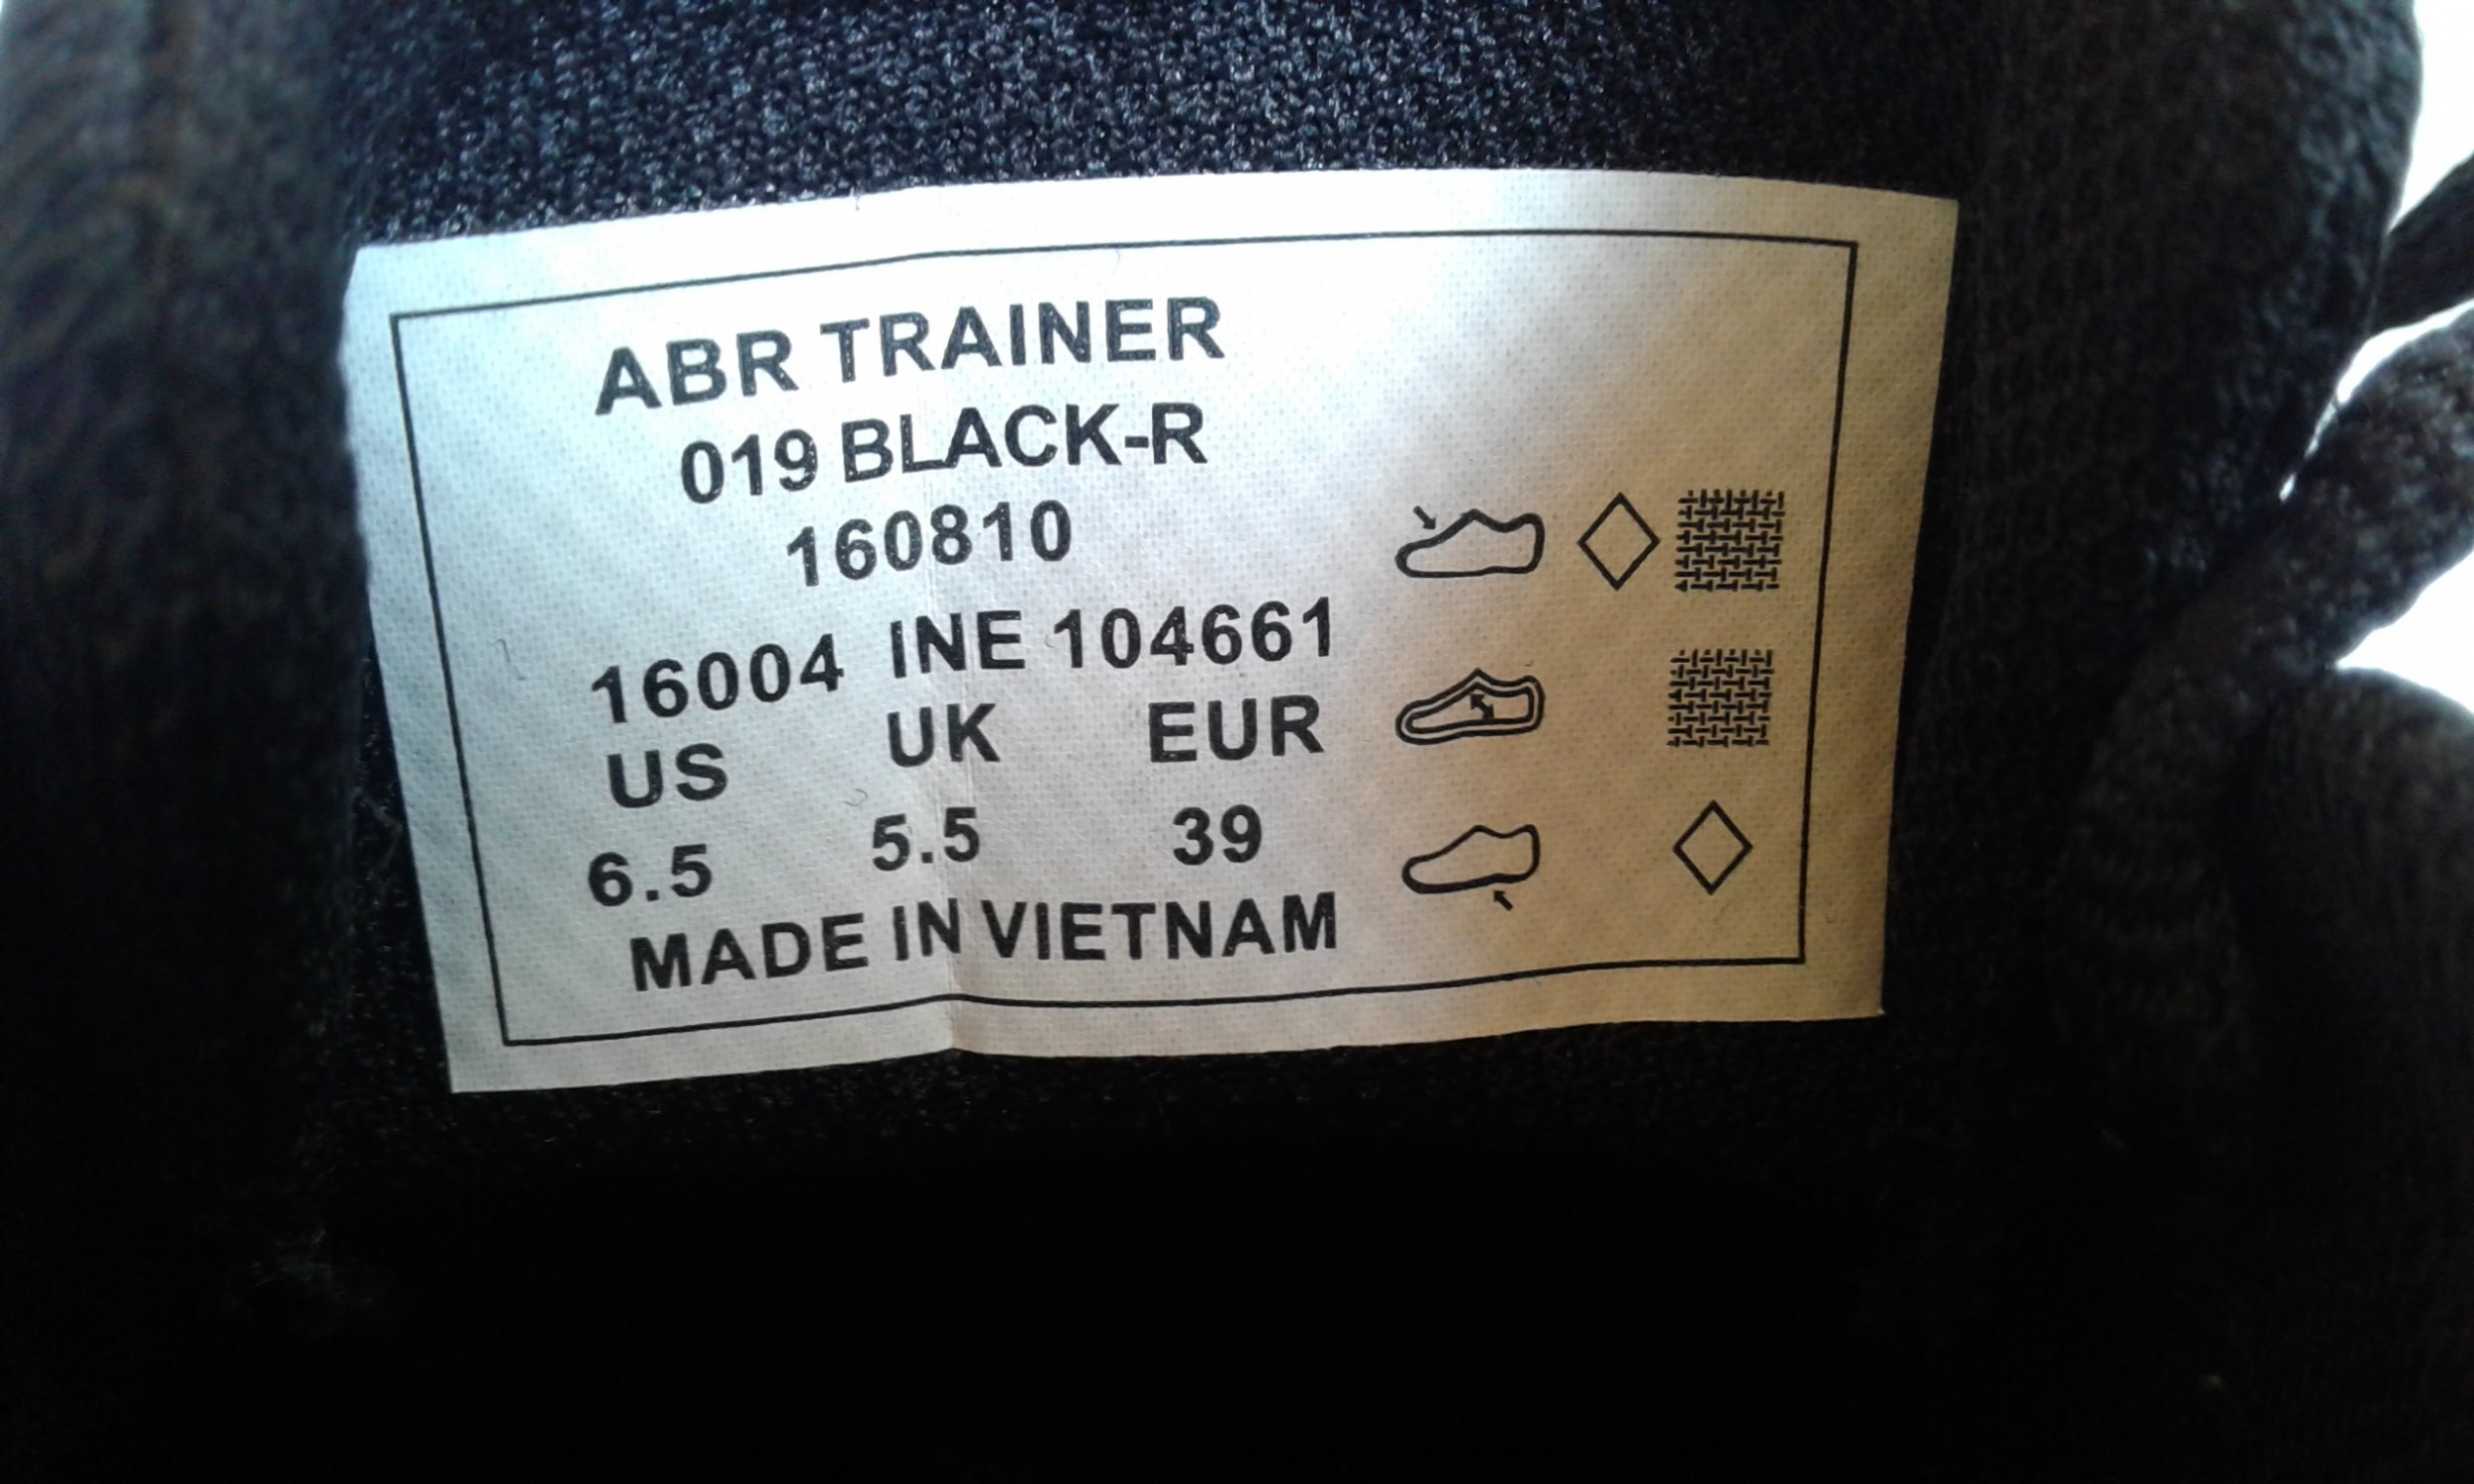 ABR TRAINER
019 BLACK-R
160810
16004 INE 104661
US UK EUR
6.5 5.5 39
MADE IN VIETNAM